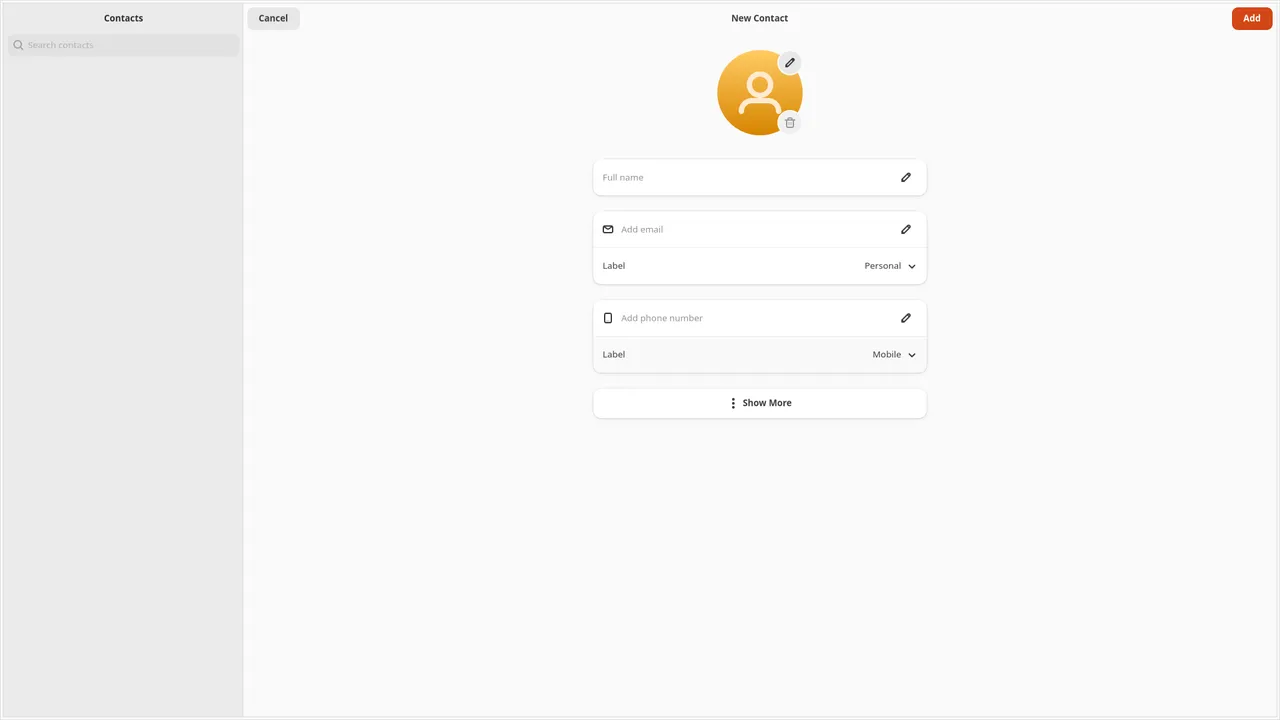 Contacts
Search contacts
Cancel
New Contact
Add
Full name
Add email
Label
Personal
Add phone number
Label
Mobile
Show More